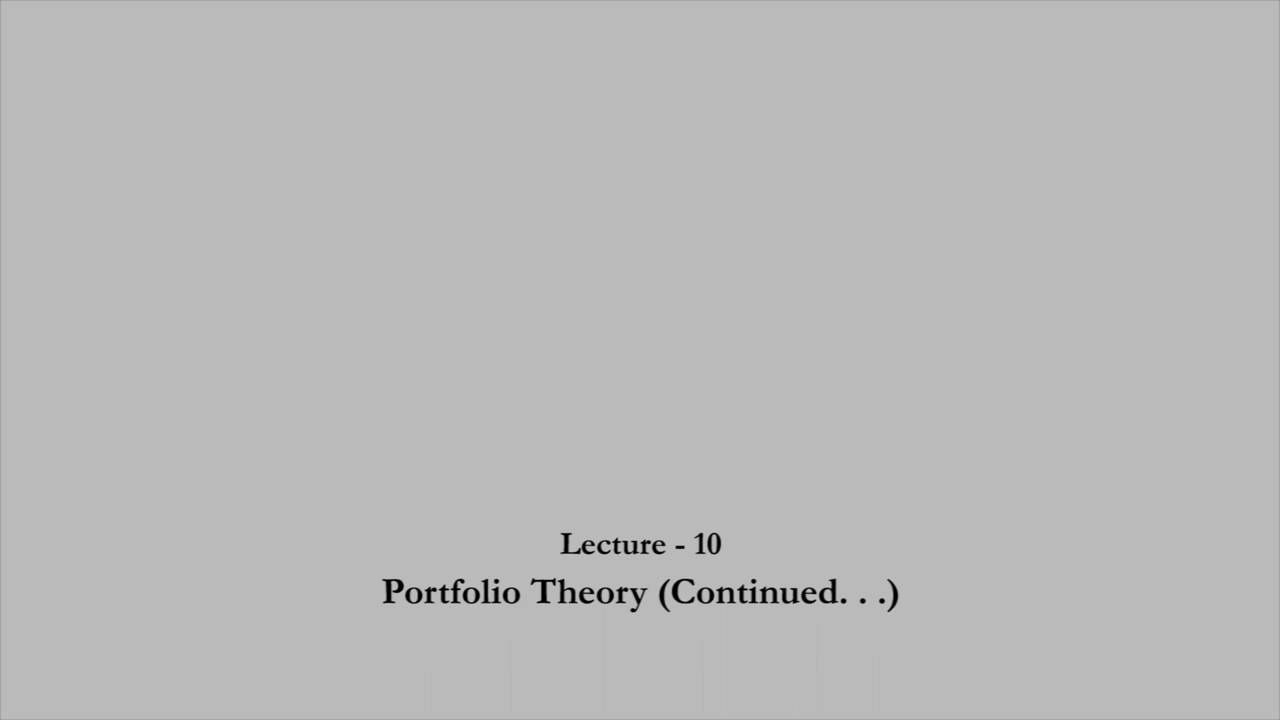 Lecture - 10
Portfolio Theory (Continued. . .)